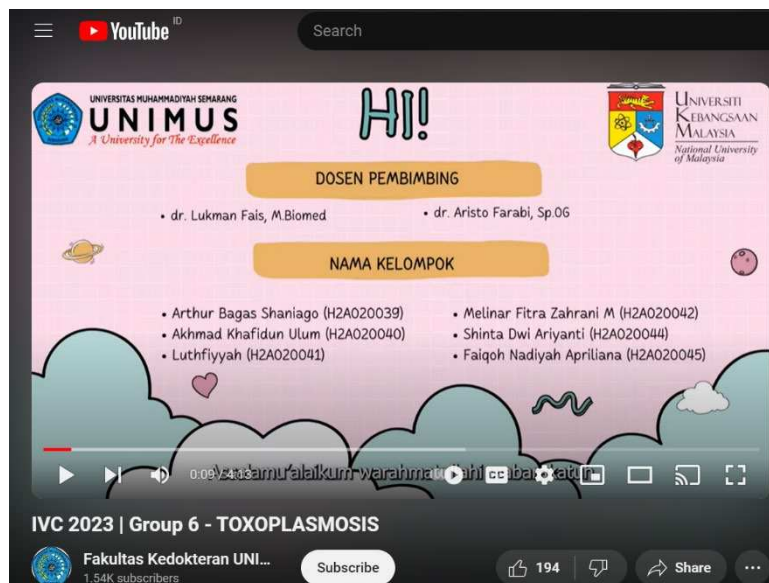 YouTube ID
Search
UNIVERSITAS MUHAMMADIYAH SEMARANG
UNIMUS
A University for The Excellence
HI!
UNIVERSITI
KEBANGSAAN
MALAYSIA
National University
of Malaysia
DOSEN PEMBIMBING
• dr. Lukman Fais, M.Biomed
• dr. Aristo Farabi, Sp.OG
NAMA KELOMPOK
• Arthur Bagas Shaniago (H2A020039)
• Akhmad Khafidun Ulum (H2A020040)
• Luthfiyyah (H2A020041)
• Melinar Fitra Zahrani M (H2A020042)
• Shinta Dwi Ariyanti (H2A020044)
• Faiqoh Nadiyah Apriliana (H2A020045)
0:09 / 4:13
warahmatullahi
CC
IVC 2023 | Group 6 - TOXOPLASMOSIS
Fakultas Kedokteran UNI...
1.54K subscribers
Subscribe
194
Share